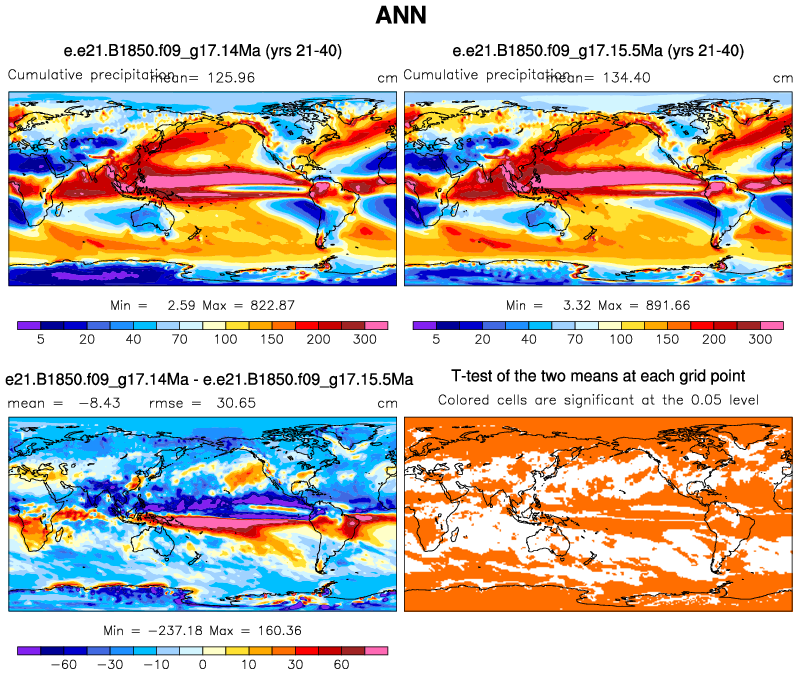 ANN
e.e21.B1850.f09_g17.14Ma (yrs 21-40)
Cumulative precipitation mean= 125.96 cm
Min = 2.59 Max = 822.87
5 20 40 70 100 150 200 300
e.e21.B1850.f09_g17.15.5Ma (yrs 21-40)
Cumulative precipitation mean= 134.40 cm
Min = 3.32 Max = 891.66
5 20 40 70 100 150 200 300
e21.B1850.f09_g17.14Ma - e.e21.B1850.f09_g17.15.5Ma
mean = -8.43 rmse = 30.65 cm
Min = -237.18 Max = 160.36
-60 -30 -10 0 10 30 60
T-test of the two means at each grid point
Colored cells are significant at the 0.05 level